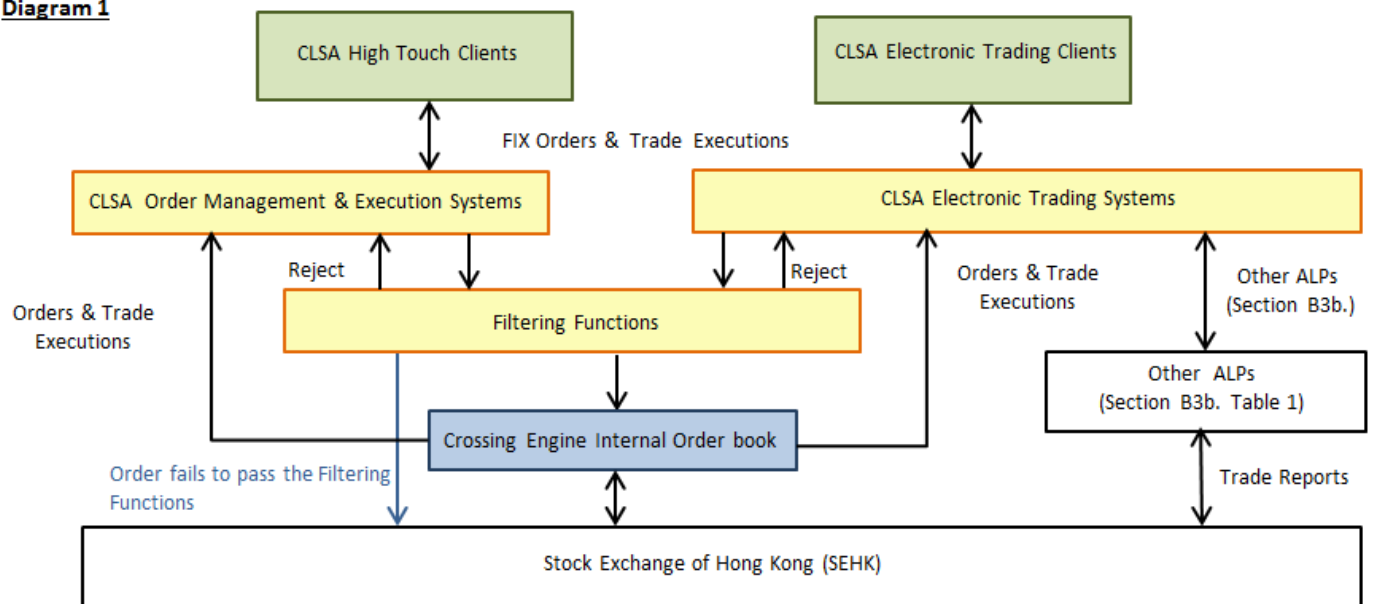 Diagram 1
CLSA High Touch Clients
CLSA Electronic Trading Clients
FIX Orders & Trade Executions
CLSA Order Management & Execution Systems
CLSA Electronic Trading Systems
Reject
Reject
Orders & Trade
Executions
Orders & Trade
Executions
Other ALPs
(Section B3b.)
Filtering Functions
Other ALPs
(Section B3b. Table 1)
Crossing Engine Internal Order book
Order fails to pass the Filtering
Functions
Trade Reports
Stock Exchange of Hong Kong (SEHK)